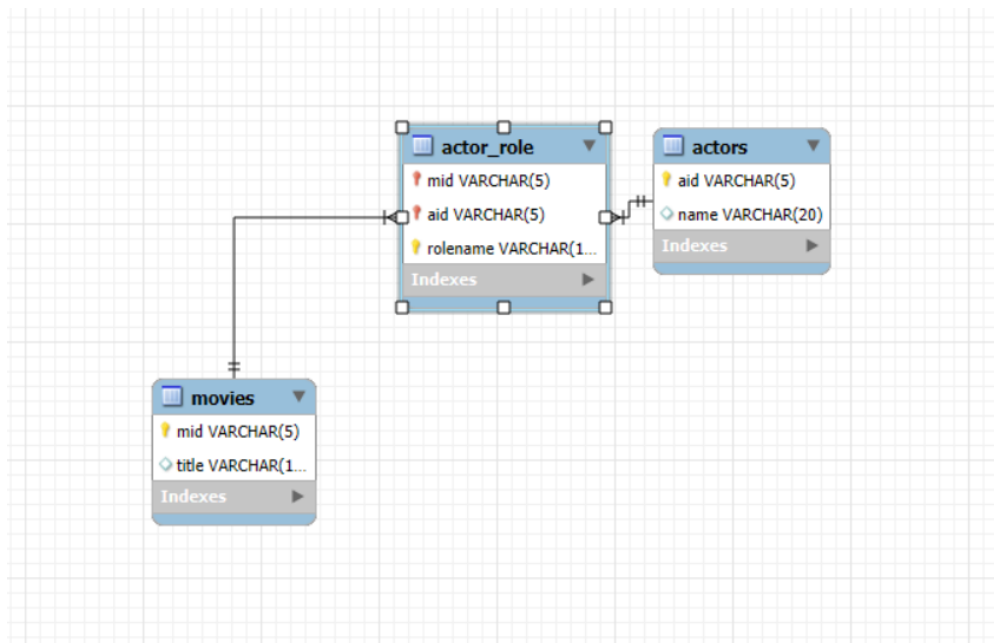 actor_role
mid VARCHAR(5)
aid VARCHAR(5)
rolename VARCHAR(1...
Indexes
actors
aid VARCHAR(5)
name VARCHAR(20)
Indexes
movies
mid VARCHAR(5)
title VARCHAR(1...
Indexes